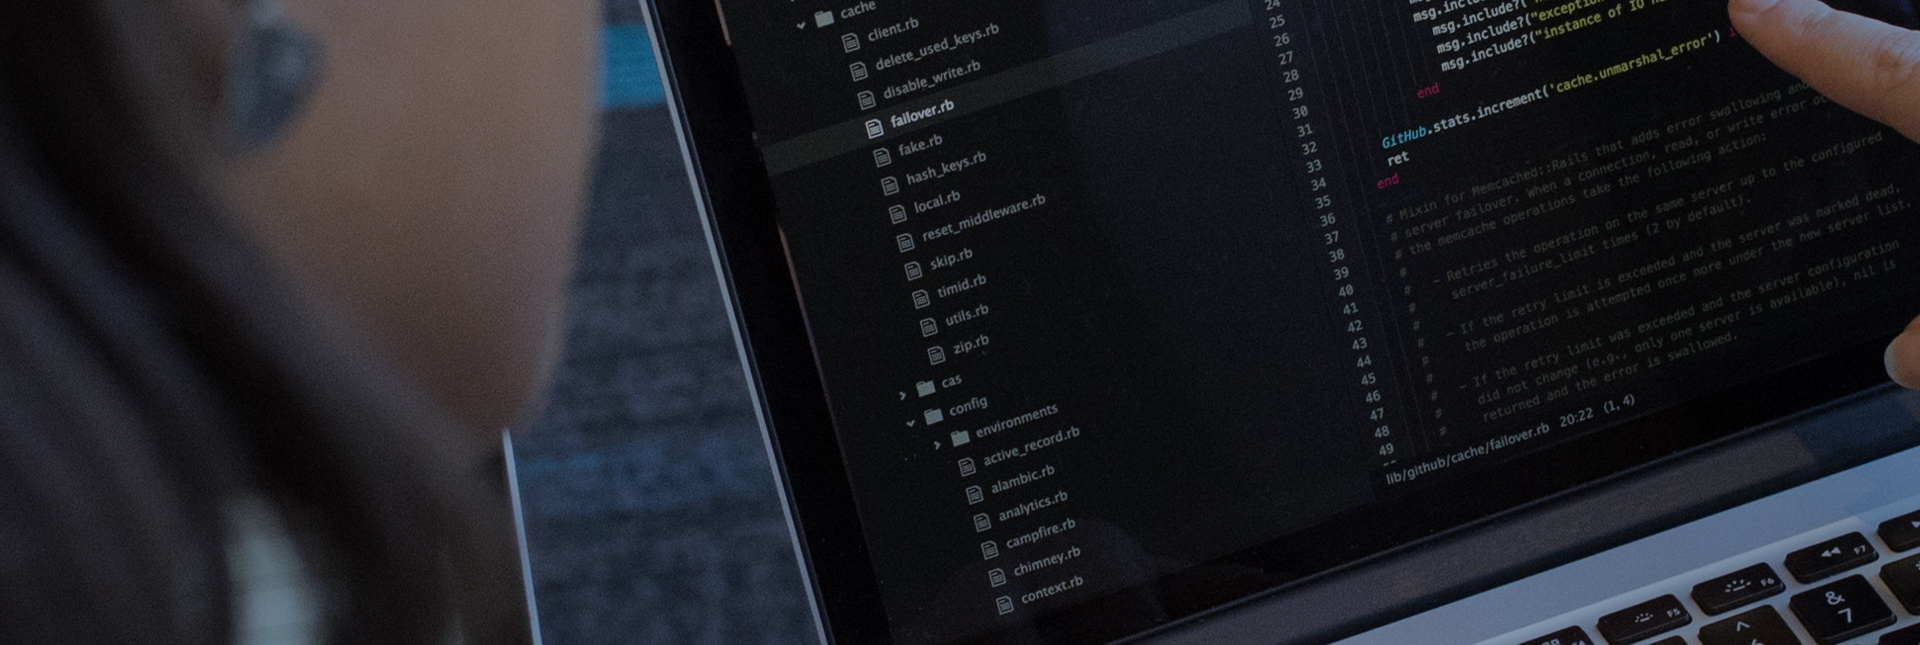 cache
client.rb
delete_used_keys.rb
disable_write.rb
failover.rb
fake.rb
hash_keys.rb
local.rb
reset_middleware.rb
skip.rb
timid.rb
utils.rb
zip.rb
cas
config
environments
active_record.rb
alambic.rb
analytics.rb
campfire.rb
chimney.rb
context.rb
24
25
26
27
28
29
30
31
32
33
34
35
36
37
38
39
40
41
42
43
44
45
46
47
48
49
msg.include?("
msg.include?("exception
msg.include?("instance of IO
end
GitHub.stats.increment('cache.unmarshal_error')
ret
end
# Mixin for Memcached::Rails that adds error swallowing and
# server failover. When a connection, read, or write error
# the memcache operations take the following action:
#
# - Retries the operation on the same server up to the configured
# server_failure_limit times (2 by default).
#
# - If the retry limit is exceeded and the server was marked dead,
# the operation is attempted once more under the new server list.
#
# - If the retry limit was exceeded and the server configuration
# did not change (e.g., only one server is available), nil is
# returned and the error is swallowed.
#
lib/github/cache/failover.rb 20:22 (1,4)
F5
F6
F7
^
&
7